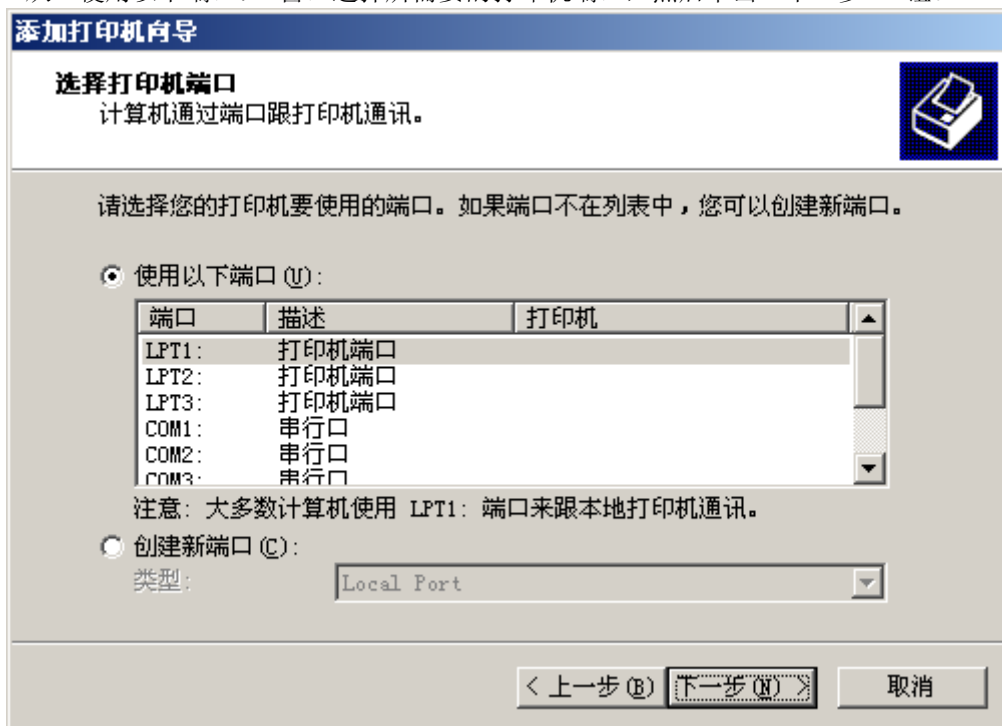 添加打印机向导
选择打印机端口
计算机通过端口跟打印机通讯。
请选择您的打印机要使用的端口。如果端口不在列表中，您可以创建新端口。
使用以下端口(U):
端口 描述 打印机
LPT1: 打印机端口
LPT2: 打印机端口
LPT3: 打印机端口
COM1: 串行口
COM2: 串行口
COM3: 串行口
注意: 大多数计算机使用 LPT1: 端口来跟本地打印机通讯。
创建新端口(C):
类型: Local Port
< 上一步(B) 下一步(N) > 取消